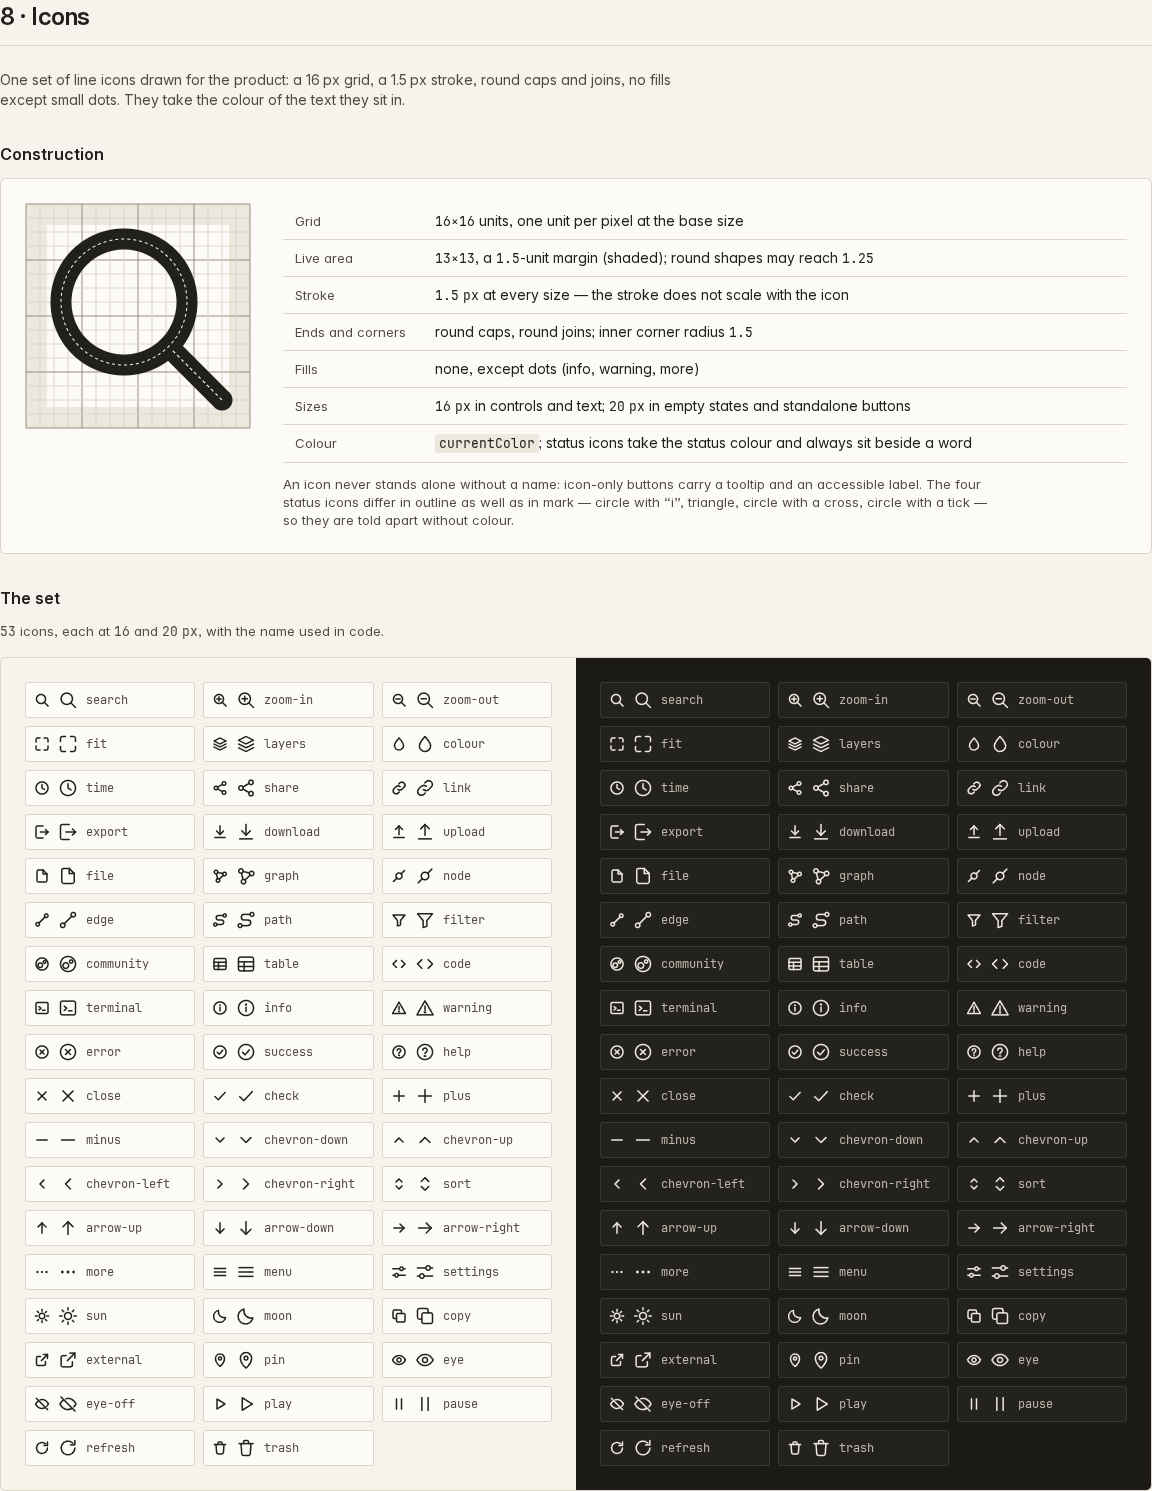 8 · Icons
One set of line icons drawn for the product: a 16 px grid, a 1.5 px stroke, round caps and joins, no fills
except small dots. They take the colour of the text they sit in.
Construction
Grid 16×16 units, one unit per pixel at the base size
Live area 13×13, a 1.5-unit margin (shaded); round shapes may reach 1.25
Stroke 1.5 px at every size — the stroke does not scale with the icon
Ends and corners round caps, round joins; inner corner radius 1.5
Fills none, except dots (info, warning, more)
Sizes 16 px in controls and text; 20 px in empty states and standalone buttons
Colour currentColor; status icons take the status colour and always sit beside a word
An icon never stands alone without a name: icon-only buttons carry a tooltip and an accessible label. The four
status icons differ in outline as well as in mark — circle with “i”, triangle, circle with a cross, circle with a tick —
so they are told apart without colour.
The set
53 icons, each at 16 and 20 px, with the name used in code.
search zoom-in zoom-out
fit layers colour
time share link
export download upload
file graph node
edge path filter
community table code
terminal info warning
error success help
close check plus
minus chevron-down chevron-up
chevron-left chevron-right sort
arrow-up arrow-down arrow-right
more menu settings
sun moon copy
external pin eye
eye-off play pause
refresh trash
search zoom-in zoom-out
fit layers colour
time share link
export download upload
file graph node
edge path filter
community table code
terminal info warning
error success help
close check plus
minus chevron-down chevron-up
chevron-left chevron-right sort
arrow-up arrow-down arrow-right
more menu settings
sun moon copy
external pin eye
eye-off play pause
refresh trash